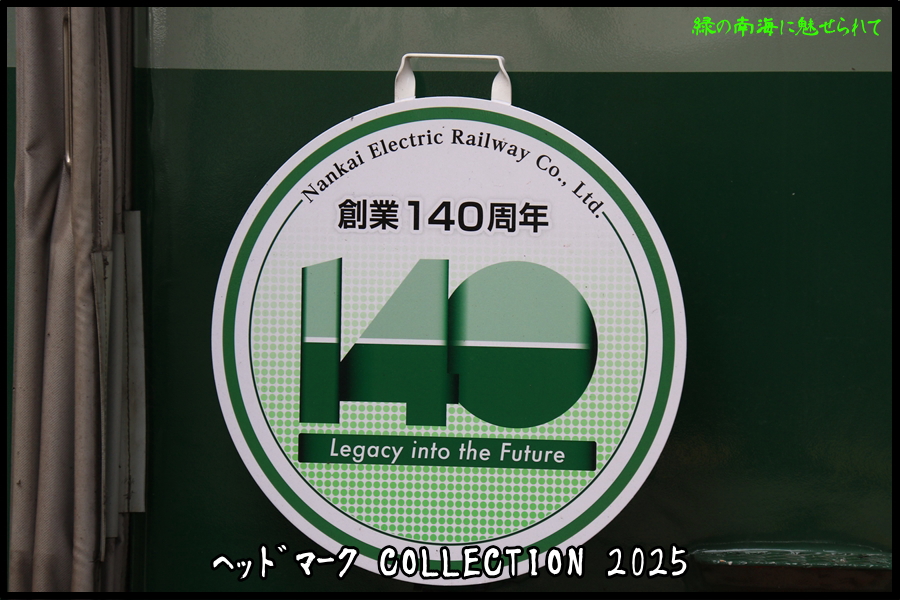 緑の南海に魅せられて
Nankai Electric Railway Co., Ltd.
創業140周年
140
Legacy into the Future
ヘッドマーク COLLECTION 2025